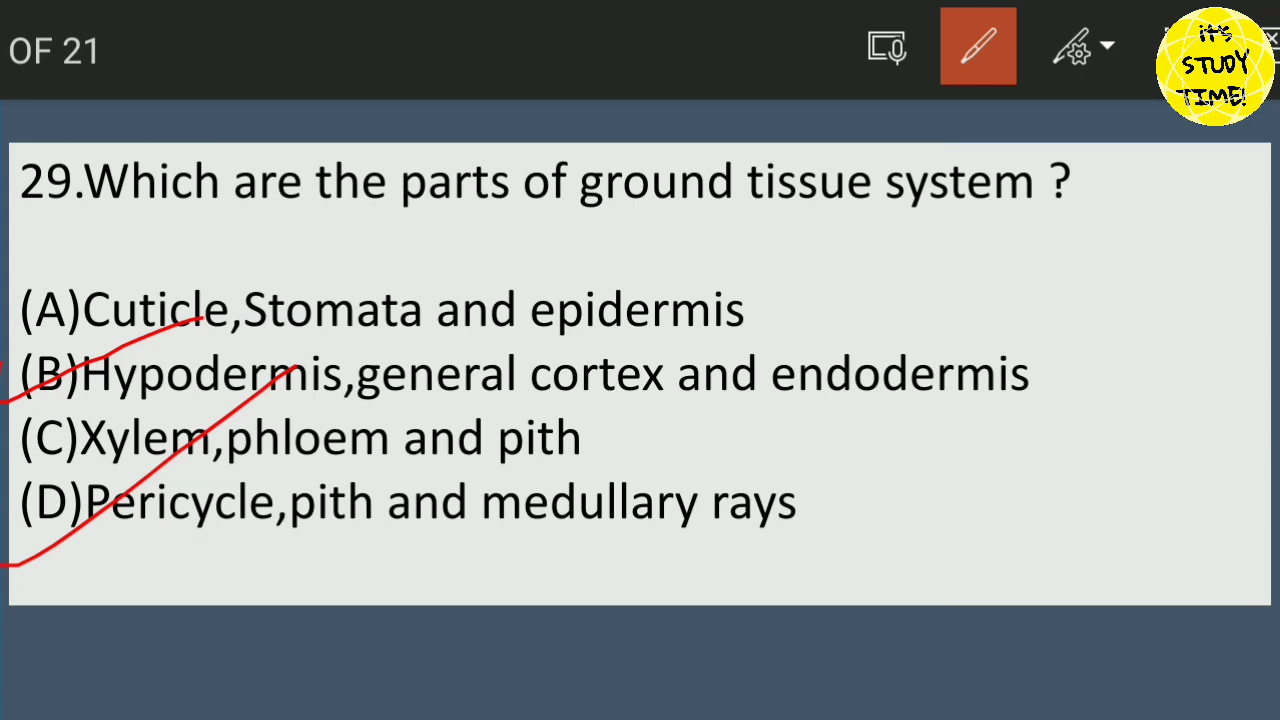 OF 21
iT'S
STUDY
TIME!
29.Which are the parts of ground tissue system ?
(A)Cuticle,Stomata and epidermis
(B)Hypodermis,general cortex and endodermis
(C)Xylem,phloem and pith
(D)Pericycle,pith and medullary rays